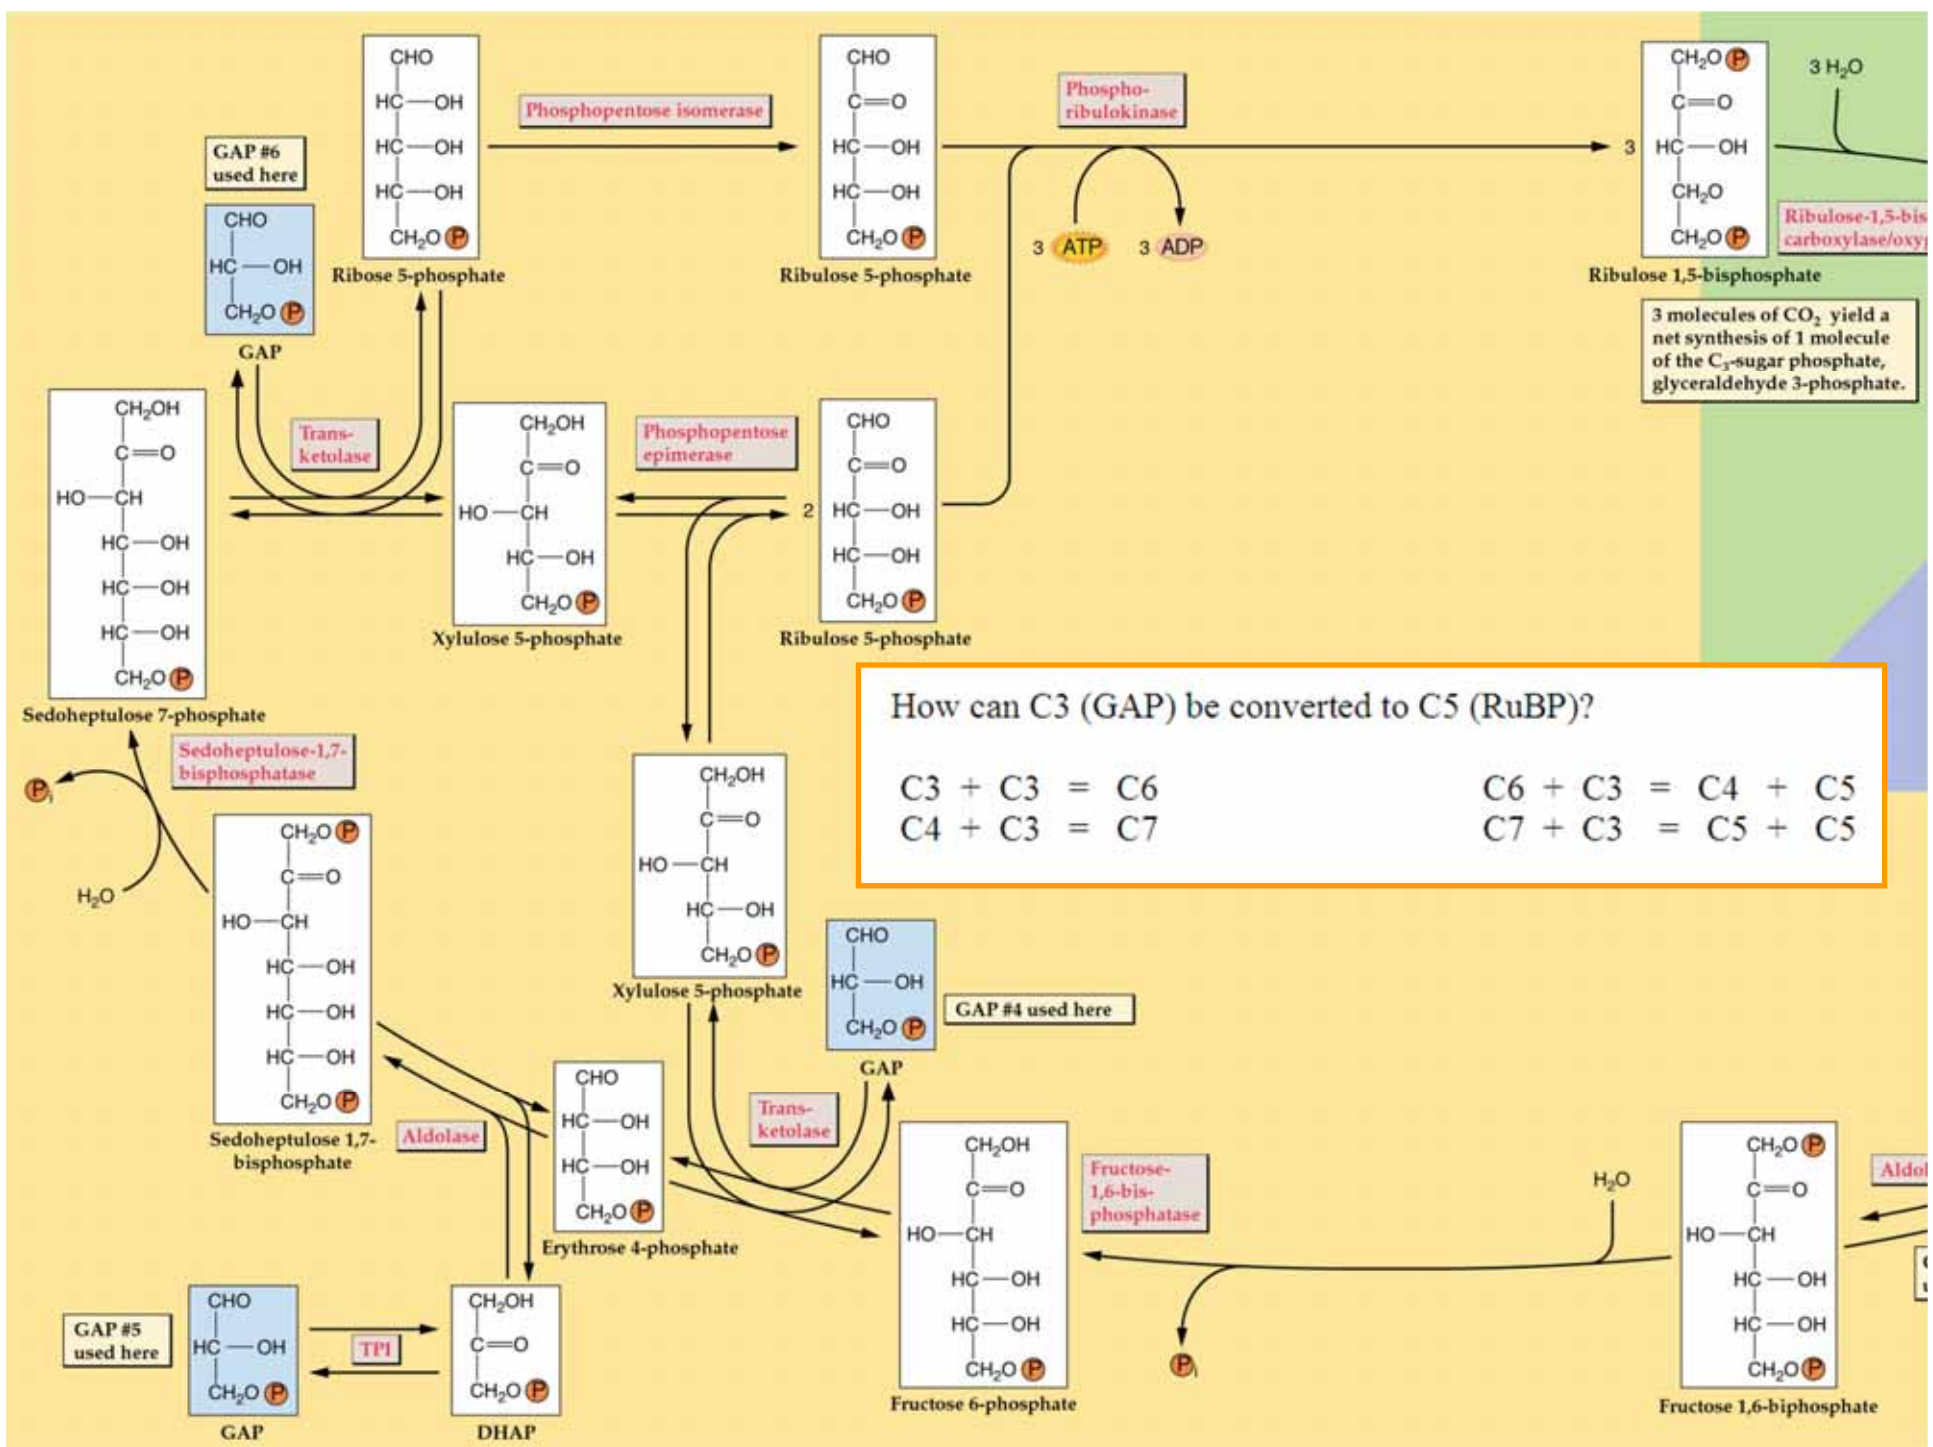 CHO
HC—OH
HC—OH
HC—OH
CH₂O P
Ribose 5-phosphate
Phosphopentose isomerase
CHO
C=O
HC—OH
HC—OH
CH₂O P
Ribulose 5-phosphate
Phospho-
ribulokinase
3 ATP
3 ADP
3
CH₂O P
C=O
HC—OH
CH₂O
CH₂O P
Ribulose 1,5-bisphosphate
3 H₂O
Ribulose-1,5-bis
carboxylase/oxyg
3 molecules of CO₂ yield a
net synthesis of 1 molecule
of the C₃-sugar phosphate,
glyceraldehyde 3-phosphate.
GAP #6
used here
CHO
HC—OH
CH₂O P
GAP
Trans-
ketolase
CH₂OH
C=O
HO—CH
HC—OH
HC—OH
HC—OH
CH₂O P
Sedoheptulose 7-phosphate
CH₂OH
C=O
HO—CH
HC—OH
CH₂O P
Xylulose 5-phosphate
Phosphopentose
epimerase
2
CHO
C=O
HC—OH
HC—OH
CH₂O P
Ribulose 5-phosphate
How can C3 (GAP) be converted to C5 (RuBP)?
C3 + C3 = C6
C6 + C3 = C4 + C5
C4 + C3 = C7
C7 + C3 = C5 + C5
Sedoheptulose-1,7-
bisphosphatase
Pi
H₂O
CH₂O P
C=O
HO—CH
HC—OH
HC—OH
HC—OH
CH₂O P
Sedoheptulose 1,7-
bisphosphate
CH₂OH
C=O
HO—CH
HC—OH
CH₂O P
Xylulose 5-phosphate
CHO
HC—OH
CH₂O P
GAP
GAP #4 used here
Aldolase
CHO
HC—OH
HC—OH
CH₂O P
Erythrose 4-phosphate
Trans-
ketolase
CH₂OH
C=O
HO—CH
HC—OH
HC—OH
CH₂O P
Fructose 6-phosphate
Fructose-
1,6-bis-
phosphatase
H₂O
Pi
CH₂O P
C=O
HO—CH
HC—OH
HC—OH
CH₂O P
Fructose 1,6-biphosphate
Aldol
GAP #5
used here
CHO
HC—OH
CH₂O P
GAP
TPI
CH₂OH
C=O
CH₂O P
DHAP